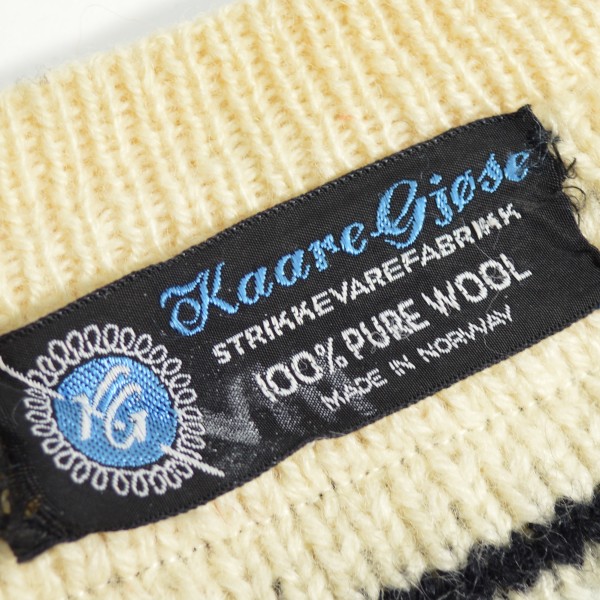 Kaare Gjøse
STRIKKEVAREFABRIKK
100% PURE WOOL
MADE IN NORWAY
KG